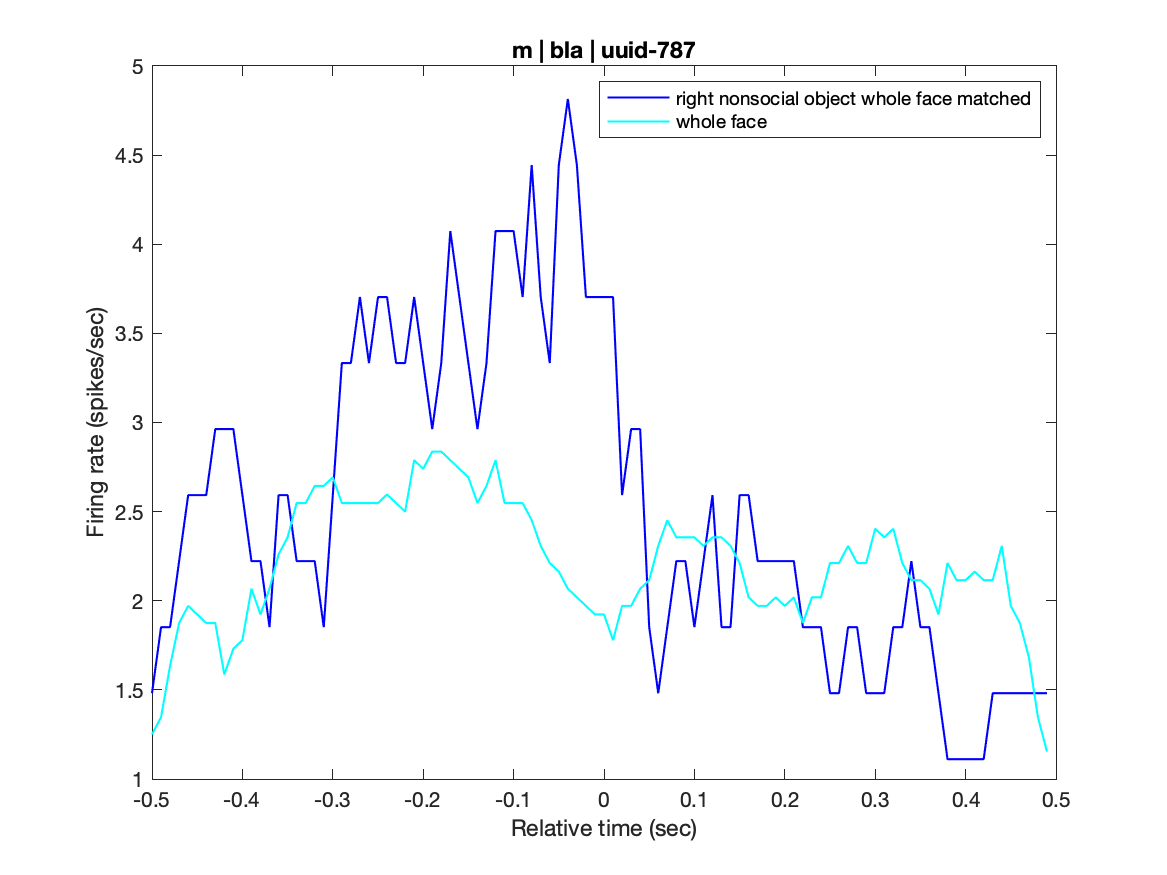 m | bla | uuid-787
right nonsocial object whole face matched
whole face
Firing rate (spikes/sec)
5
4.5
4
3.5
3
2.5
2
1.5
1
-0.5 -0.4 -0.3 -0.2 -0.1 0 0.1 0.2 0.3 0.4 0.5
Relative time (sec)